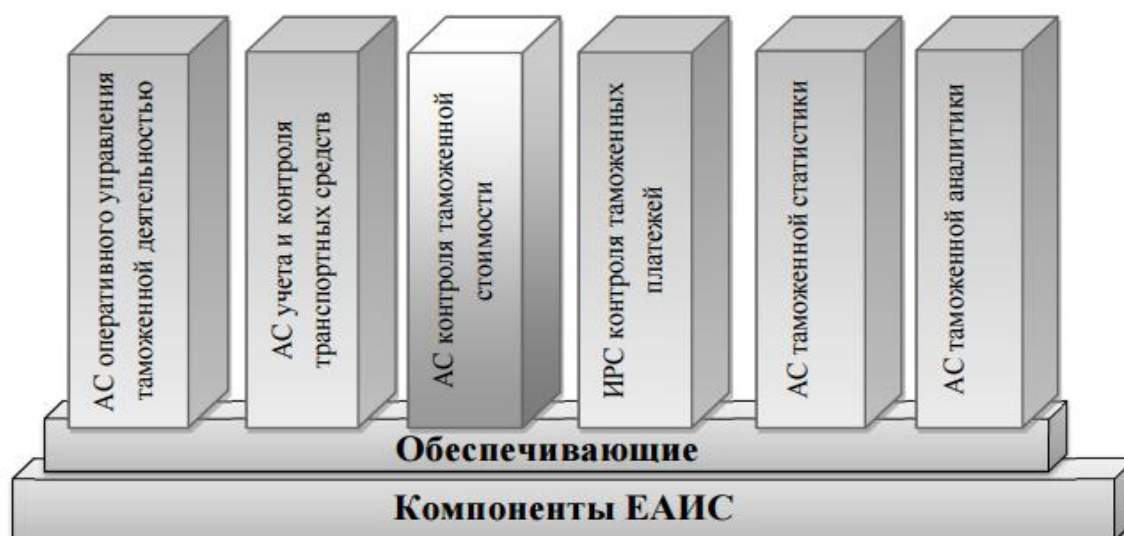 АС оперативного управления
таможенной деятельностью
АС учета и контроля
транспортных средств
АС контроля таможенной
стоимости
ИРС контроля таможенных
платежей
АС таможенной статистики
АС таможенной аналитики
Обеспечивающие
Компоненты ЕАИС